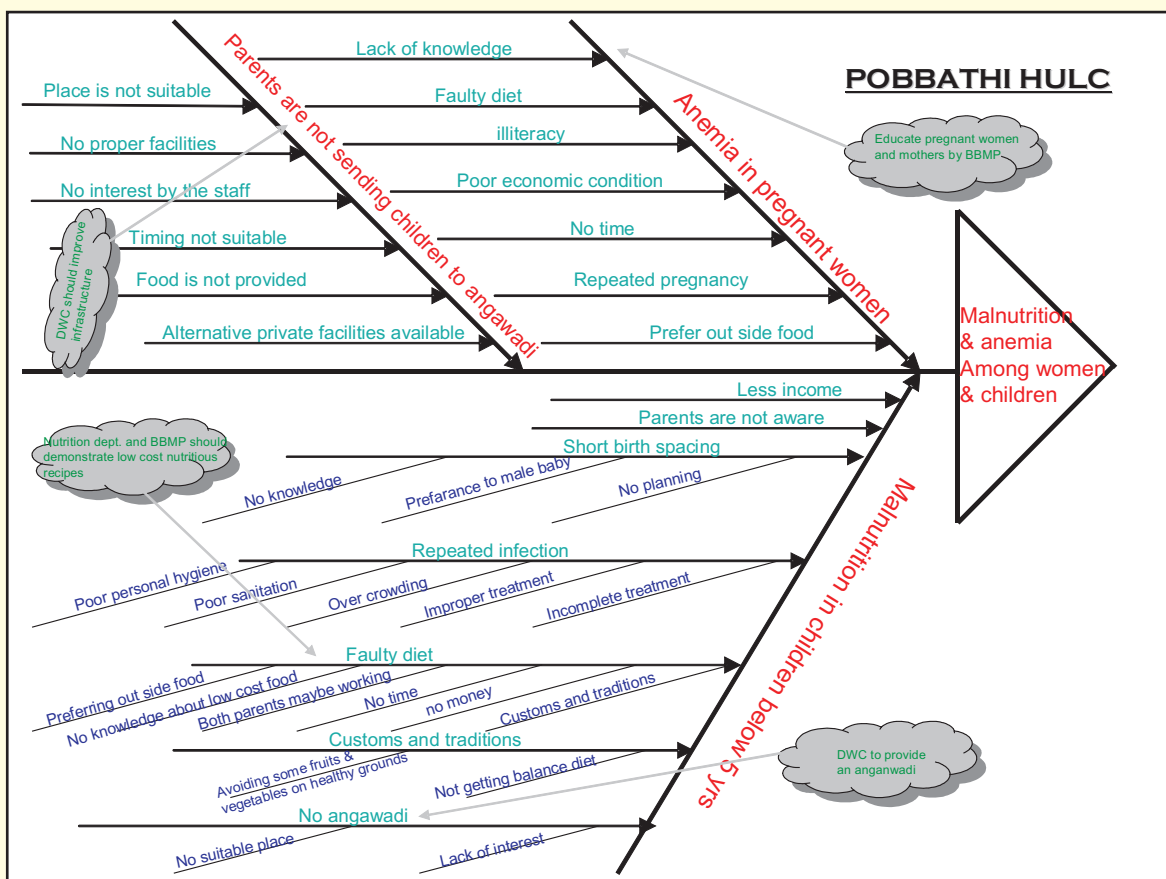 POBBATHI HULC
Parents are not sending children to angawadi
Place is not suitable
No proper facilities
No interest by the staff
Timing not suitable
Food is not provided
Alternative private facilities available
DWC should improve
infrastructure
Anemia in pregnant women
Lack of knowledge
Faulty diet
illiteracy
Poor economic condition
No time
Repeated pregnancy
Prefer out side food
Educate pregnant women
and mothers by BBMP
Malnutrition
& anemia
Among women
& children
Malnutrition in children below 5 yrs
Less income
Parents are not aware
Short birth spacing
No knowledge
Prefarance to male baby
No planning
Repeated infection
Poor personal hygiene
Poor sanitation
Over crowding
Improper treatment
Incomplete treatment
Nutrition dept. and BBMP should
demonstrate low cost nutritious
recipes
Faulty diet
Preferring out side food
No knowledge about low cost food
Both parents maybe working
No time
no money
Customs and traditions
Customs and traditions
Avoiding some fruits &
vegetables on healthy grounds
Not getting balance diet
DWC to provide
an anganwadi
No angawadi
No suitable place
Lack of interest